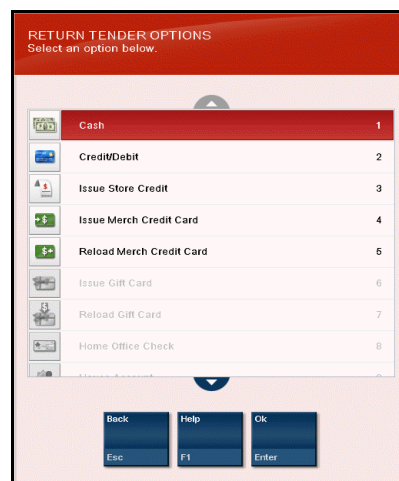 RETURN TENDER OPTIONS
Select an option below.
Cash 1
Credit/Debit 2
Issue Store Credit 3
Issue Merch Credit Card 4
Reload Merch Credit Card 5
Issue Gift Card 6
Reload Gift Card 7
Home Office Check 8
Back Help Ok
Esc F1 Enter